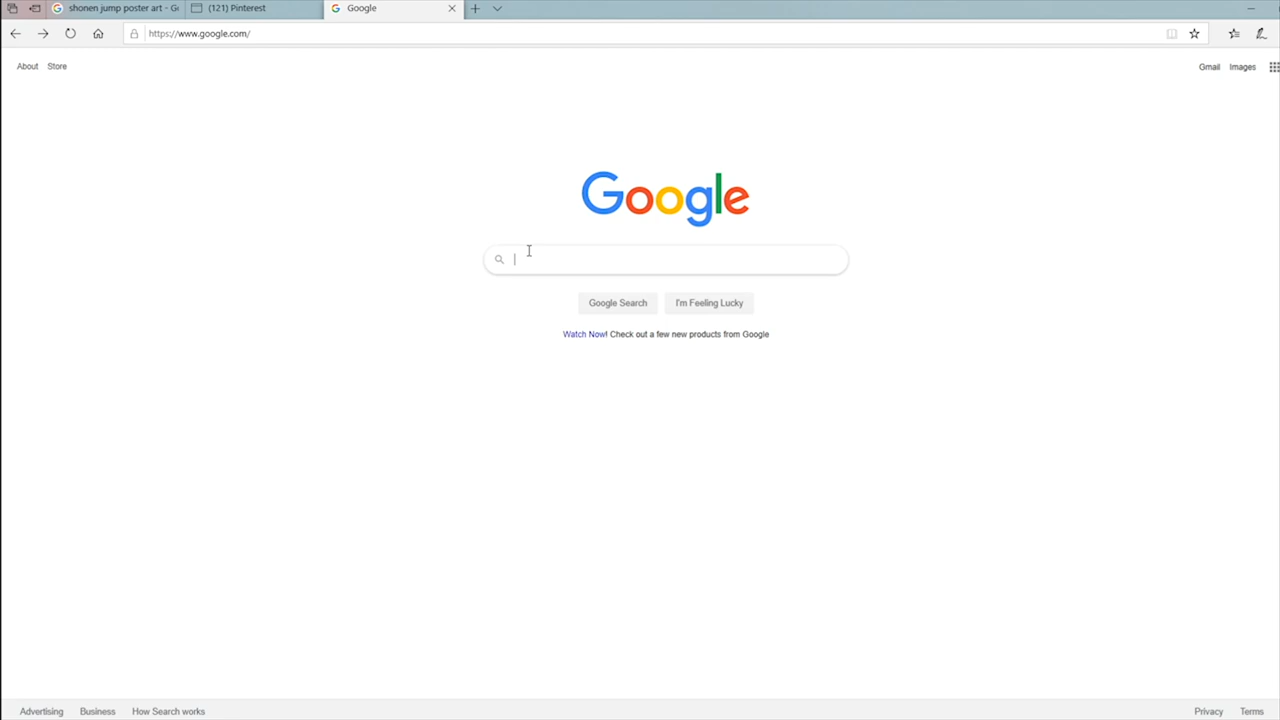 shonen jump poster art - Go
(121) Pinterest
Google
https://www.google.com/
About Store
Gmail Images
Google
Google Search I'm Feeling Lucky
Watch Now! Check out a few new products from Google
Advertising Business How Search works
Privacy Terms